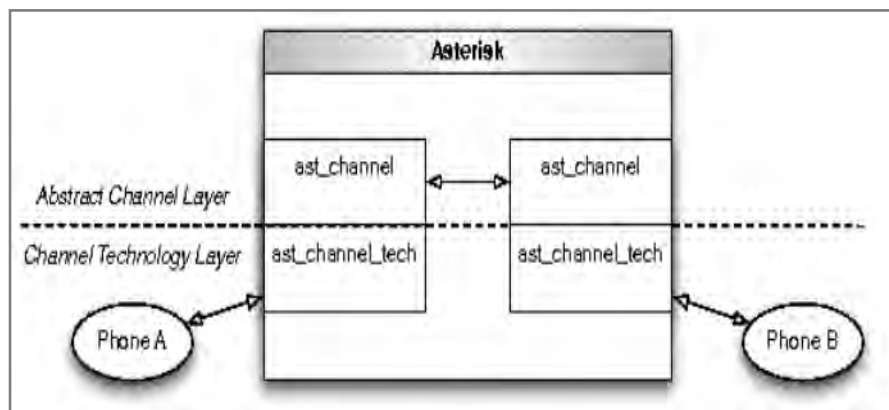 Asterisk
ast_channel
ast_channel
Abstract Channel Layer
Channel Technology Layer
ast_channel_tech
ast_channel_tech
Phone A
Phone B